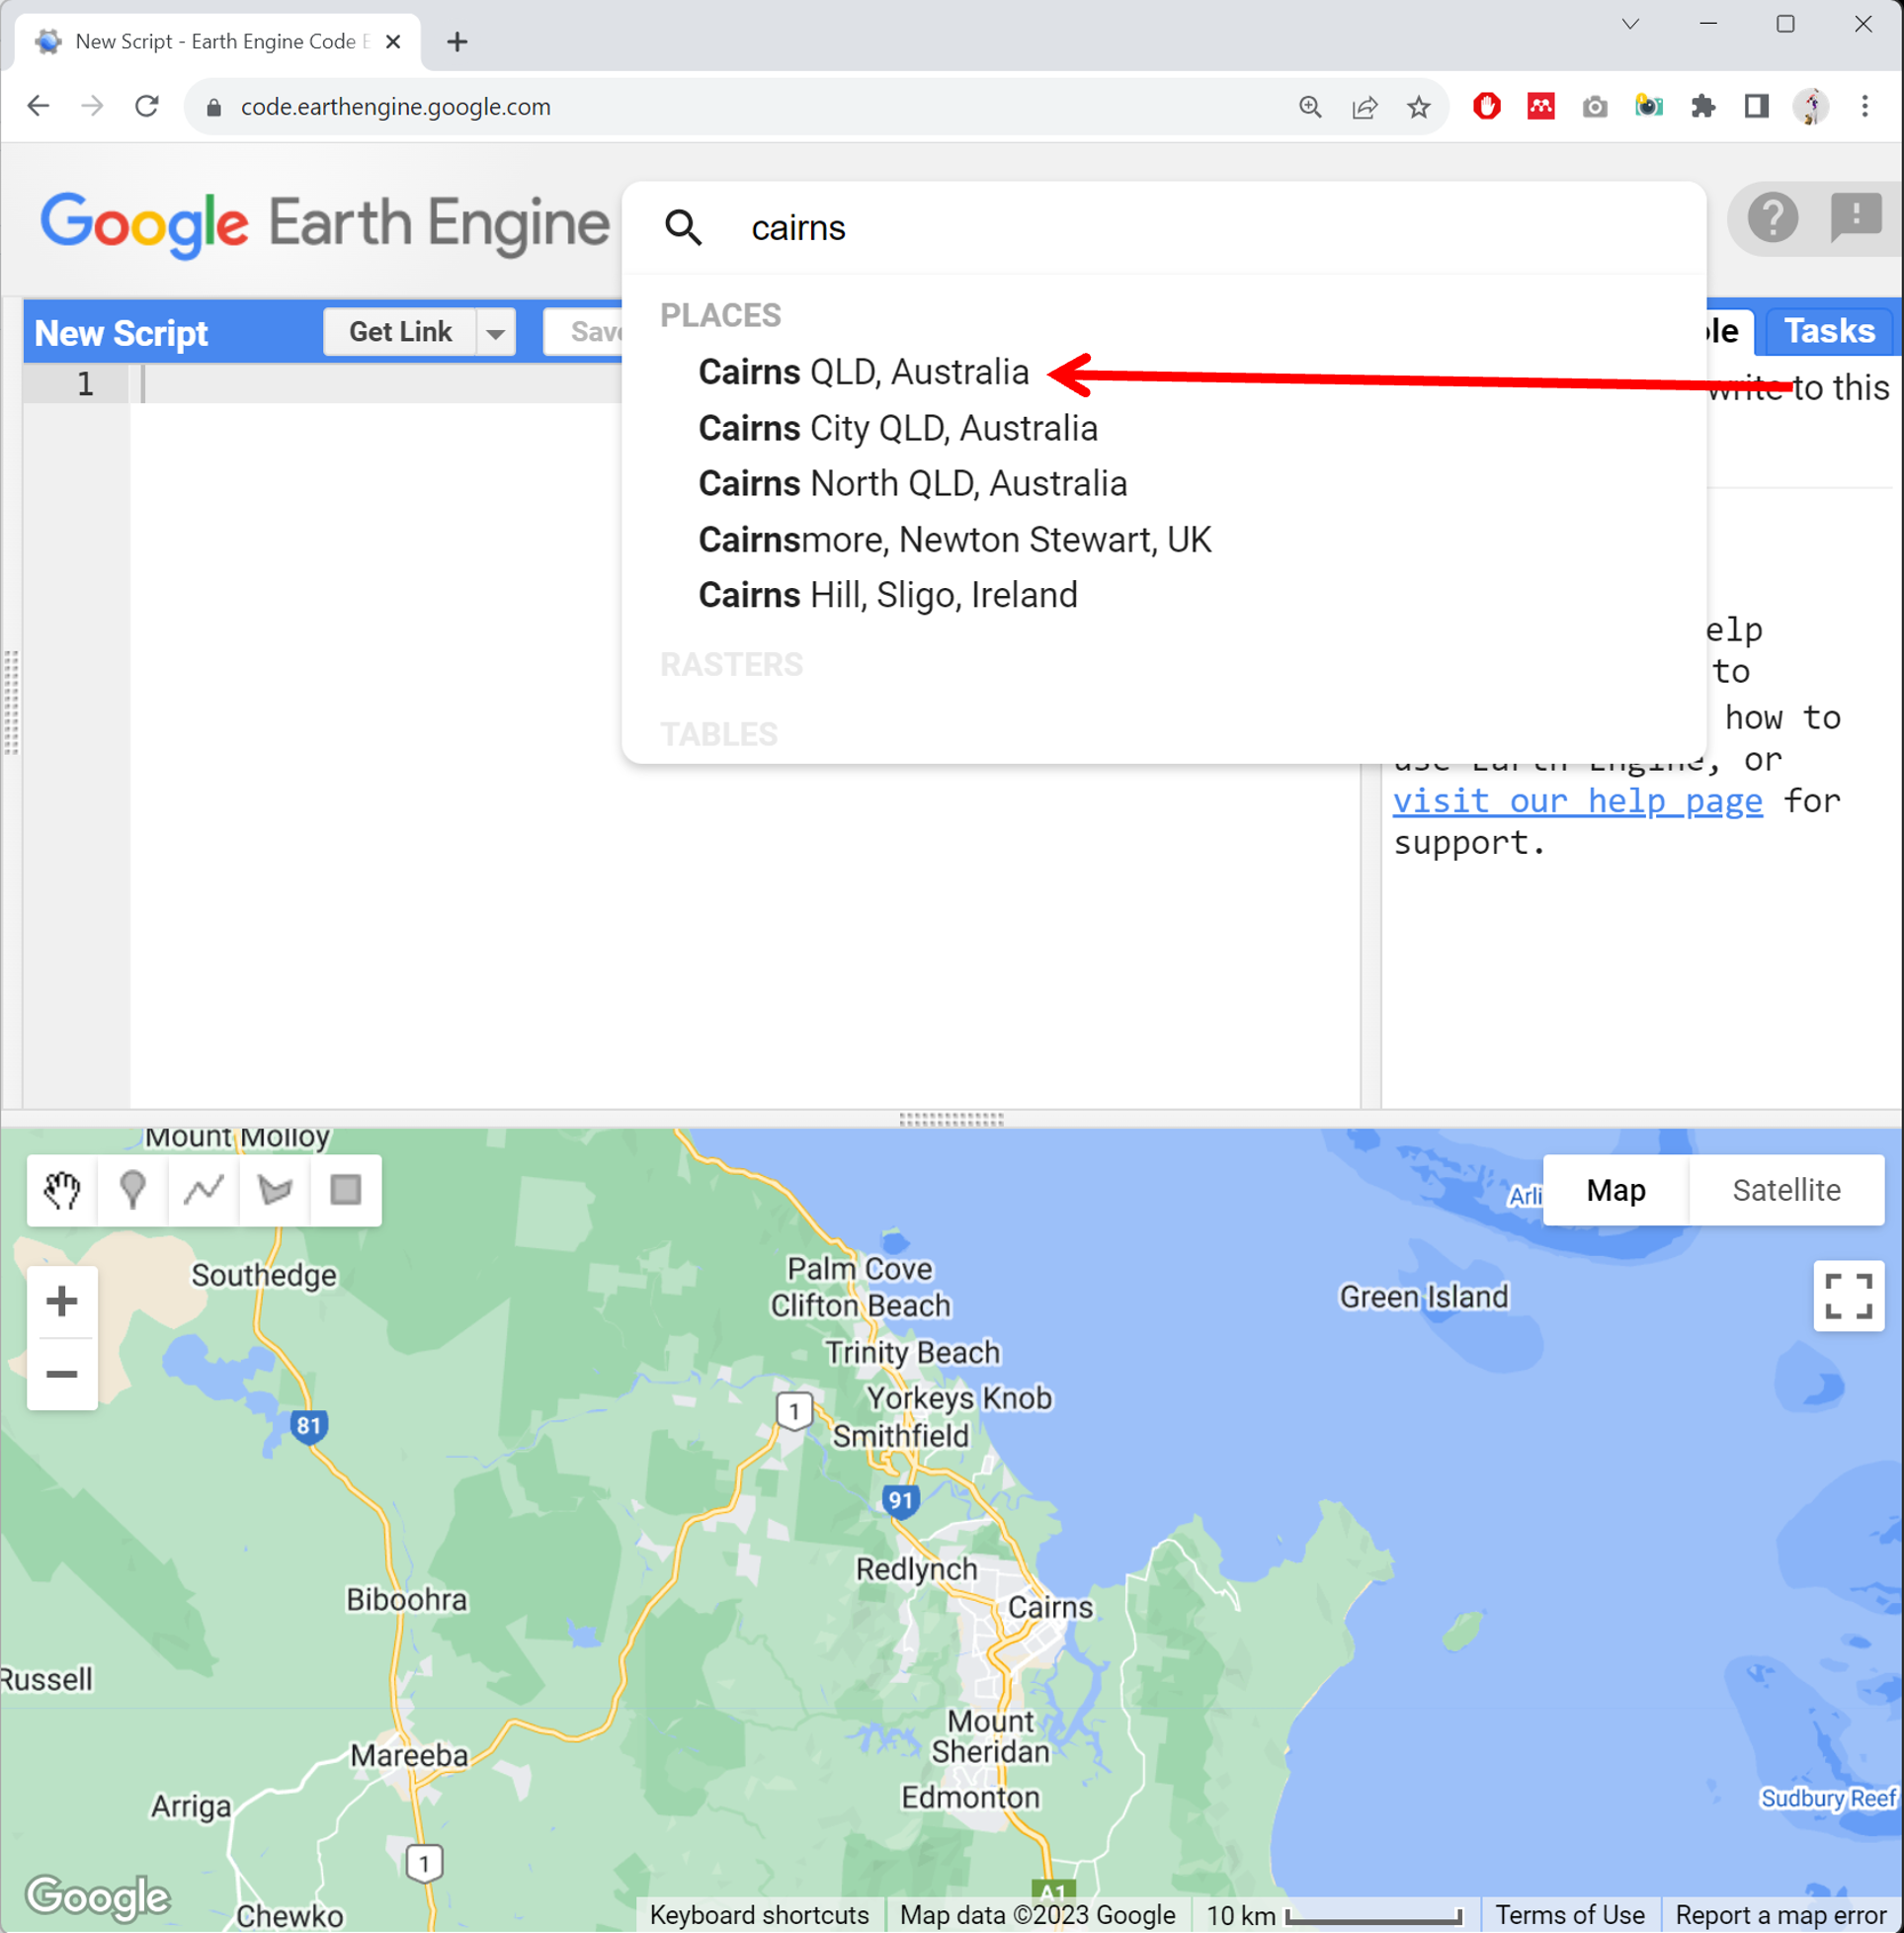 New Script - Earth Engine Code E
code.earthengine.google.com
Google Earth Engine
cairns
New Script
Get Link
Save
Tasks
1
PLACES
Cairns QLD, Australia
Cairns City QLD, Australia
Cairns North QLD, Australia
Cairnsmore, Newton Stewart, UK
Cairns Hill, Sligo, Ireland
RASTERS
TABLES
write to this
elp
to
how to
use Earth Engine, or
visit our help page for
support.
Mount Molloy
Map
Satellite
Arli
Southedge
Palm Cove
Clifton Beach
Green Island
Trinity Beach
Yorkeys Knob
1
Smithfield
81
91
Redlynch
Biboohra
Cairns
Russell
Mount
Sheridan
Mareeba
Edmonton
Arriga
Sudbury Reef
1
A1
Google
Chewko
Keyboard shortcuts
Map data ©2023 Google
10 km
Terms of Use
Report a map error